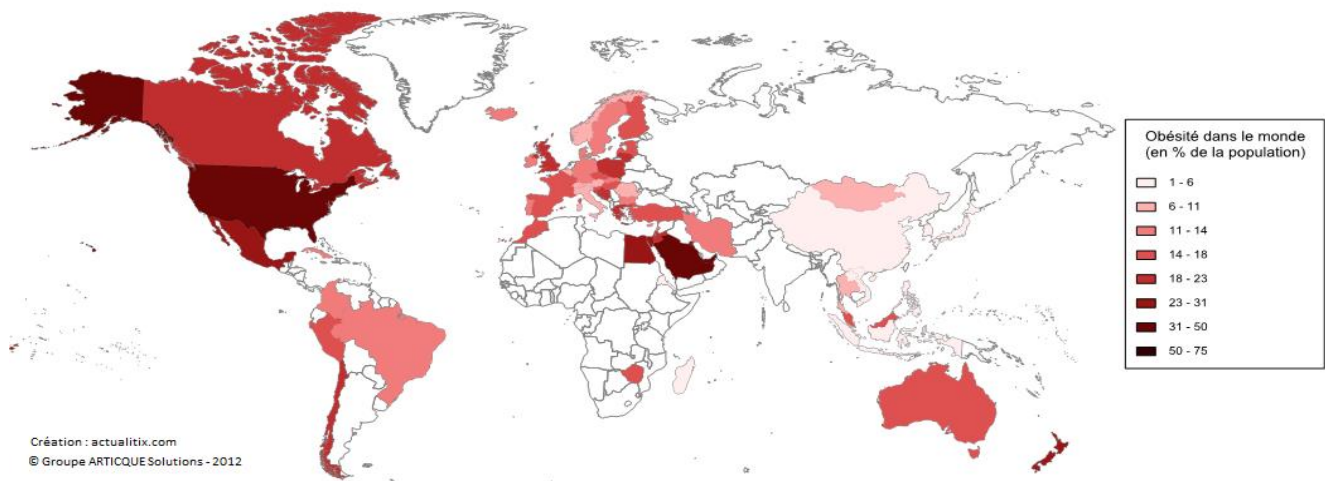 Obésité dans le monde
(en % de la population)
1 - 6
6 - 11
11 - 14
14 - 18
18 - 23
23 - 31
31 - 50
50 - 75
Création : actualitix.com
© Groupe ARTICQUE Solutions - 2012